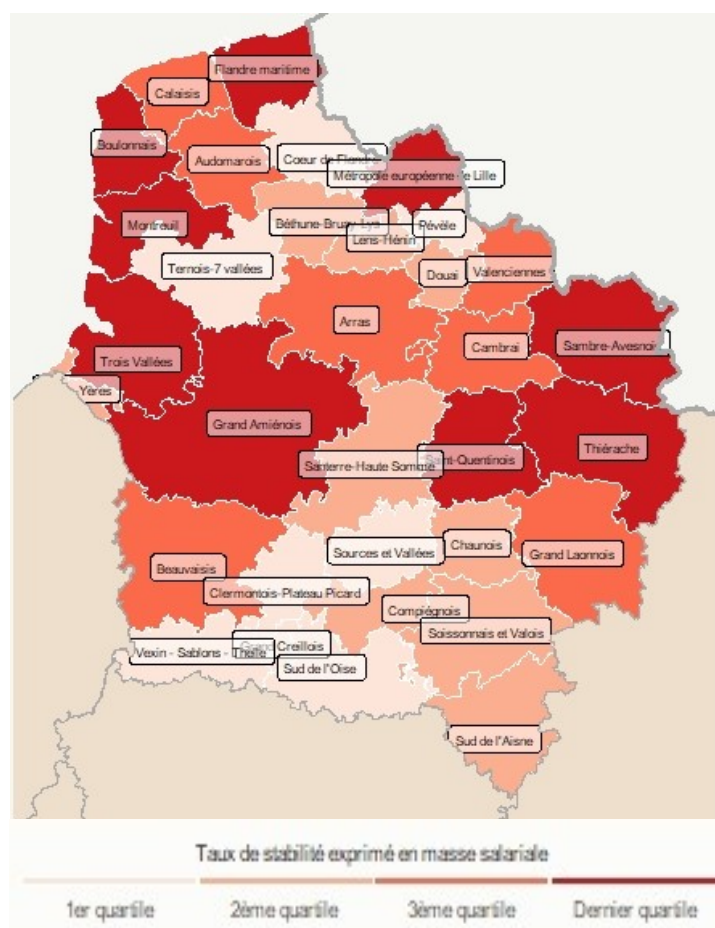 Flandre maritime
Calaisis
Boulonnais
Audomarois
Coeur de Flandre
Métropole européenne de Lille
Montreuil
Béthune-Bruay-Lys
Pévèle
Lens-Hénin
Ternois-7 vallées
Douai
Valenciennes
Arras
Cambrai
Sambre-Avesnois
Trois Vallées
Yères
Grand Amiénois
Thiérache
Santerre-Haute Somme
Saint-Quentinois
Sources et Vallées
Chaunois
Grand Laonnois
Beauvaisis
Clermontois-Plateau Picard
Compiégnois
Soissonnais et Valois
Grand Creillois
Vexin - Sablons - Thelle
Sud de l'Oise
Sud de l'Aisne
Taux de stabilité exprimé en masse salariale
1er quartile
2ème quartile
3ème quartile
Dernier quartile